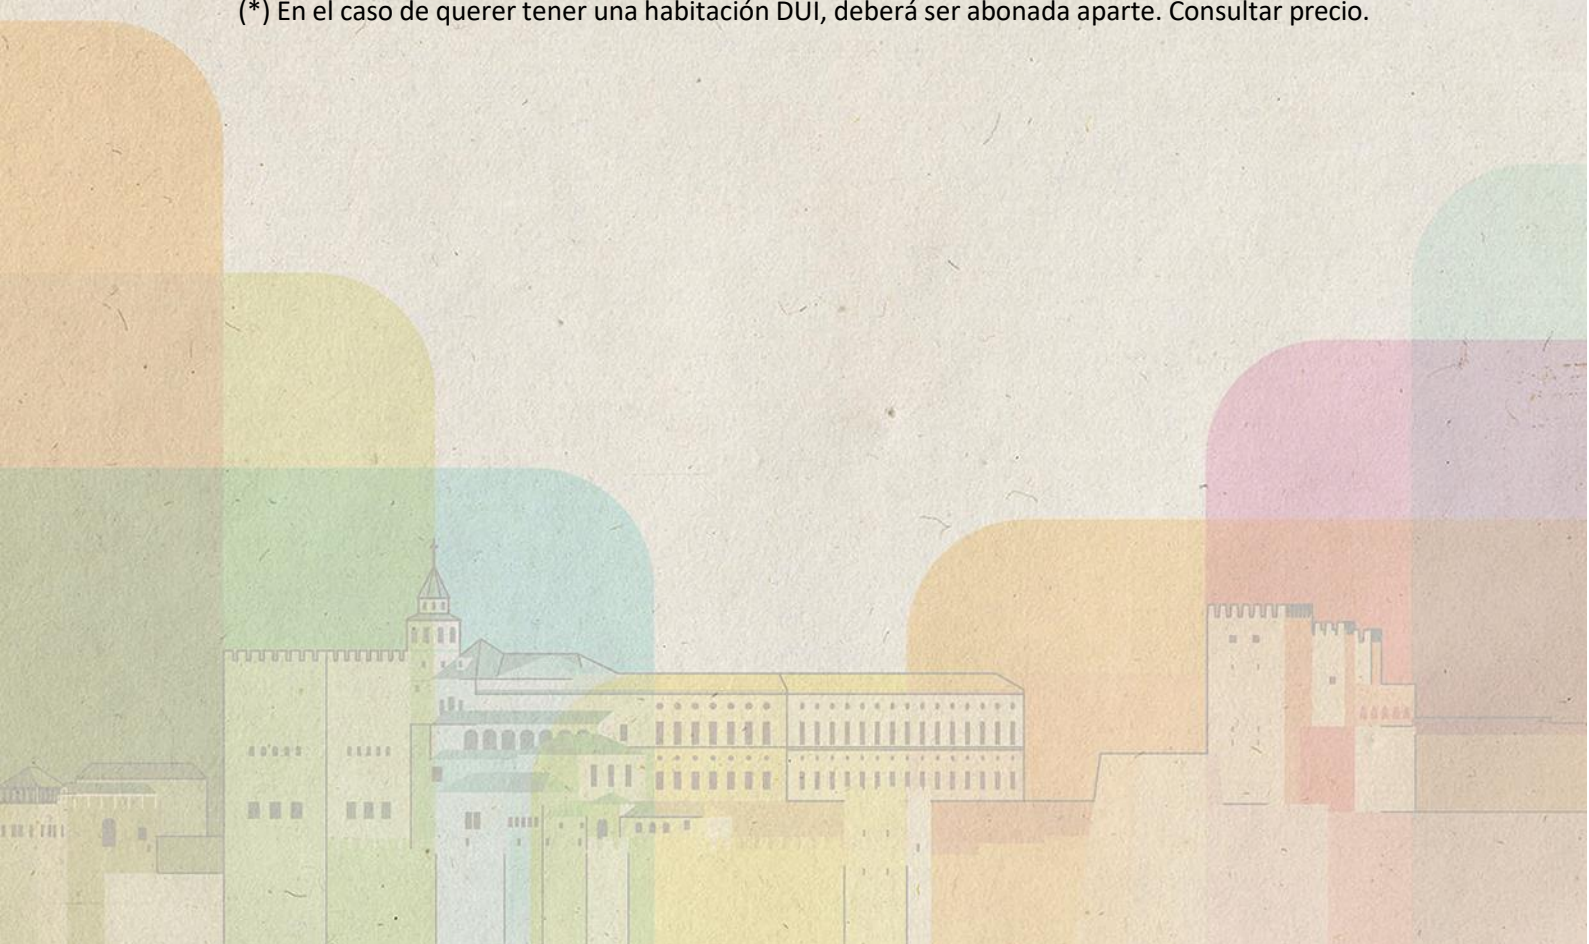 (*) En el caso de querer tener una habitación DUI, deberá ser abonada aparte. Consultar precio.